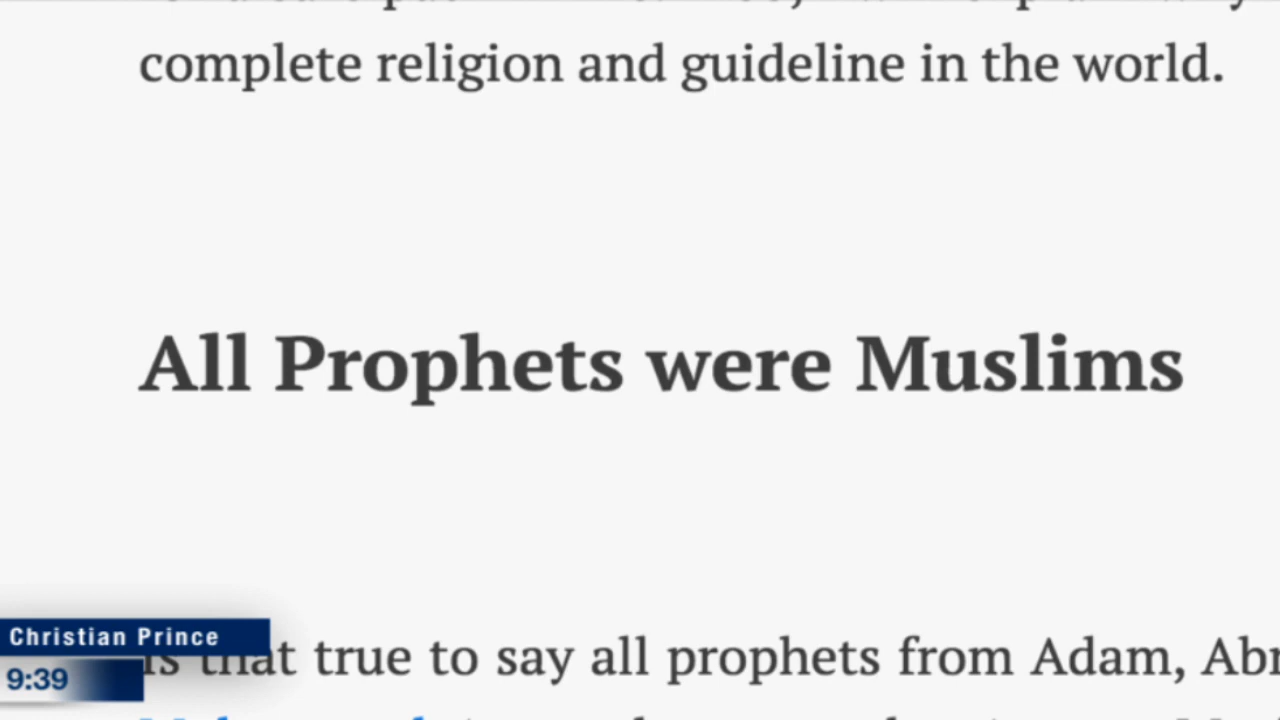 complete religion and guideline in the world.
All Prophets were Muslims
Christian Prince
is that true to say all prophets from Adam,
9:39